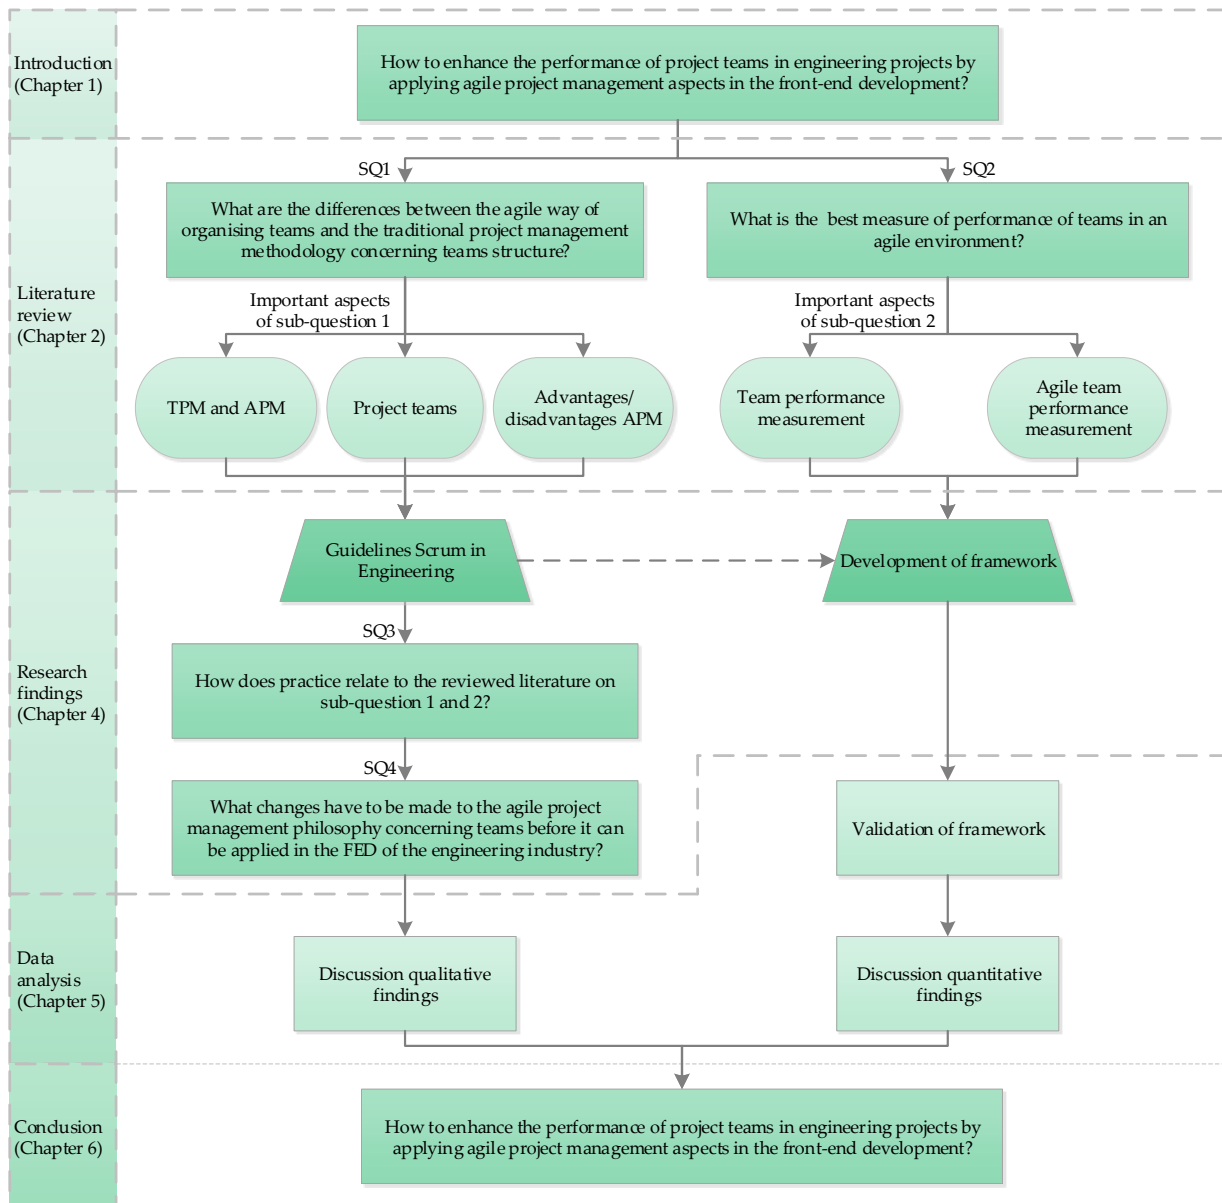 Introduction
(Chapter 1)
How to enhance the performance of project teams in engineering projects by
applying agile project management aspects in the front-end development?
SQ1
SQ2
What are the differences between the agile way of
organising teams and the traditional project management
methodology concerning teams structure?
What is the best measure of performance of teams in an
agile environment?
Literature
review
(Chapter 2)
Important aspects
of sub-question 1
Important aspects
of sub-question 2
TPM and APM
Project teams
Advantages/
disadvantages APM
Team performance
measurement
Agile team
performance
measurement
Guidelines Scrum in
Engineering
Development of framework
SQ3
Research
findings
(Chapter 4)
How does practice relate to the reviewed literature on
sub-question 1 and 2?
SQ4
What changes have to be made to the agile project
management philosophy concerning teams before it can
be applied in the FED of the engineering industry?
Validation of framework
Data
analysis
(Chapter 5)
Discussion qualitative
findings
Discussion quantitative
findings
Conclusion
(Chapter 6)
How to enhance the performance of project teams in engineering projects by
applying agile project management aspects in the front-end development?